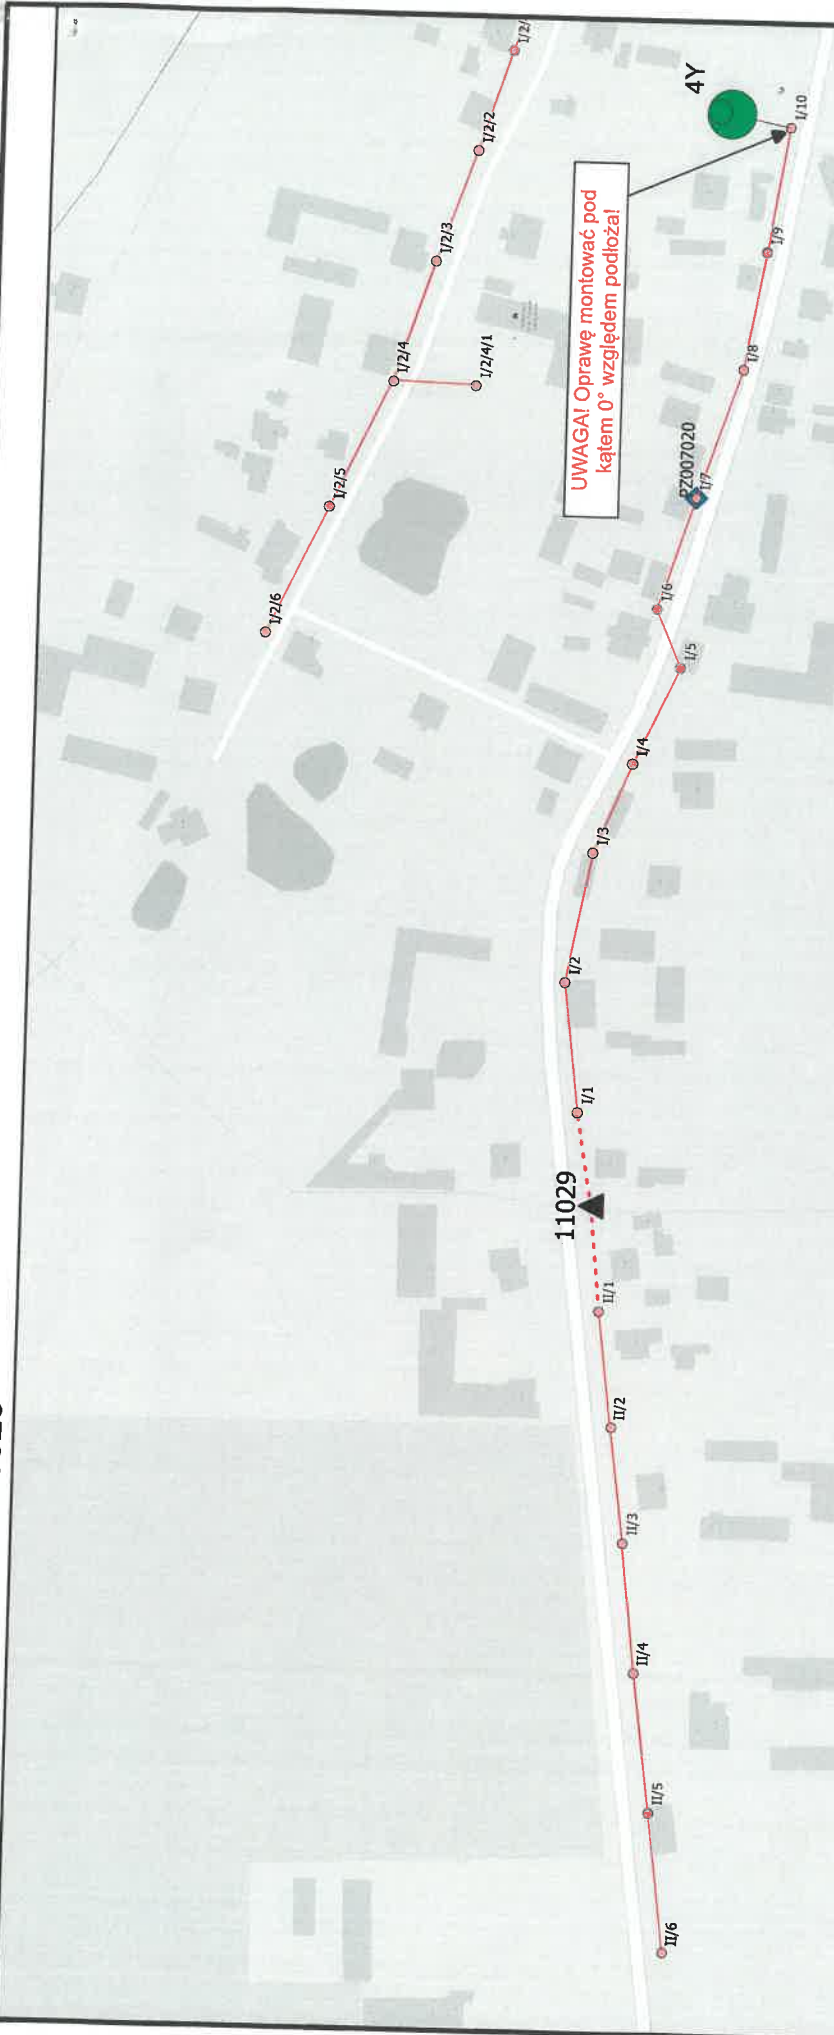 4Y
I/2/
I/2/2
I/2/3
I/2/4
I/2/4/1
I/2/5
I/2/6
UWAGA! Oprawę montować pod
kątem 0° względem podłoża!
I/10
I/9
I/8
PZ007020
I/7
I/6
I/5
I/4
I/3
I/2
I/1
11029
II/1
II/2
II/3
II/4
II/5
II/6